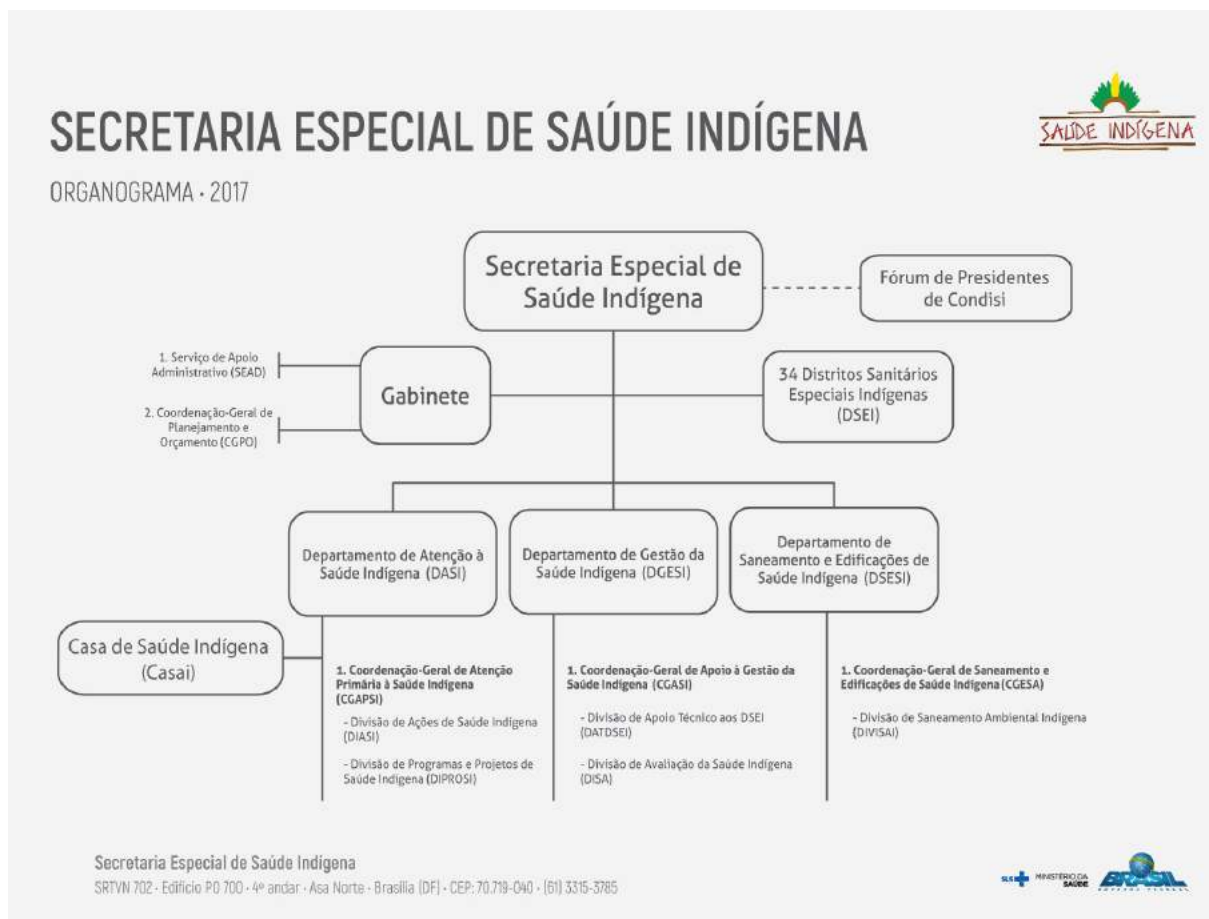 SECRETARIA ESPECIAL DE SAÚDE INDÍGENA
SAÚDE INDÍGENA
ORGANOGRAMA • 2017
Secretaria Especial de
Saúde Indígena
Fórum de Presidentes
de Condisi
1. Serviço de Apoio
Administrativo (SEAD)
2. Coordenação-Geral de
Planejamento e
Orçamento (CGPO)
Gabinete
34 Distritos Sanitários
Especiais Indígenas
(DSEI)
Departamento de Atenção à
Saúde Indígena (DASI)
Departamento de Gestão da
Saúde Indígena (DGESI)
Departamento de
Saneamento e Edificações de
Saúde Indígena (DSESI)
Casa de Saúde Indígena
(Casai)
1. Coordenação-Geral de Atenção
Primária à Saúde Indígena
(CGAPSI)
- Divisão de Ações de Saúde Indígena
(DIASI)
- Divisão de Programas e Projetos de
Saúde Indígena (DIPROSI)
1. Coordenação-Geral de Apoio à Gestão da
Saúde Indígena (CGASI)
- Divisão de Apoio Técnico aos DSEI
(DATDSEI)
- Divisão de Avaliação da Saúde Indígena
(DISA)
1. Coordenação-Geral de Saneamento e
Edificações de Saúde Indígena (CGESA)
- Divisão de Saneamento Ambiental Indígena
(DIVISAI)
Secretaria Especial de Saúde Indígena
SRTVN 702 • Edifício PO 700 • 4º andar • Asa Norte • Brasília (DF) • CEP: 70.719-040 • (61) 3315-3785
SUS
MINISTÉRIO DA
SAÚDE
BRASIL
GOVERNO FEDERAL